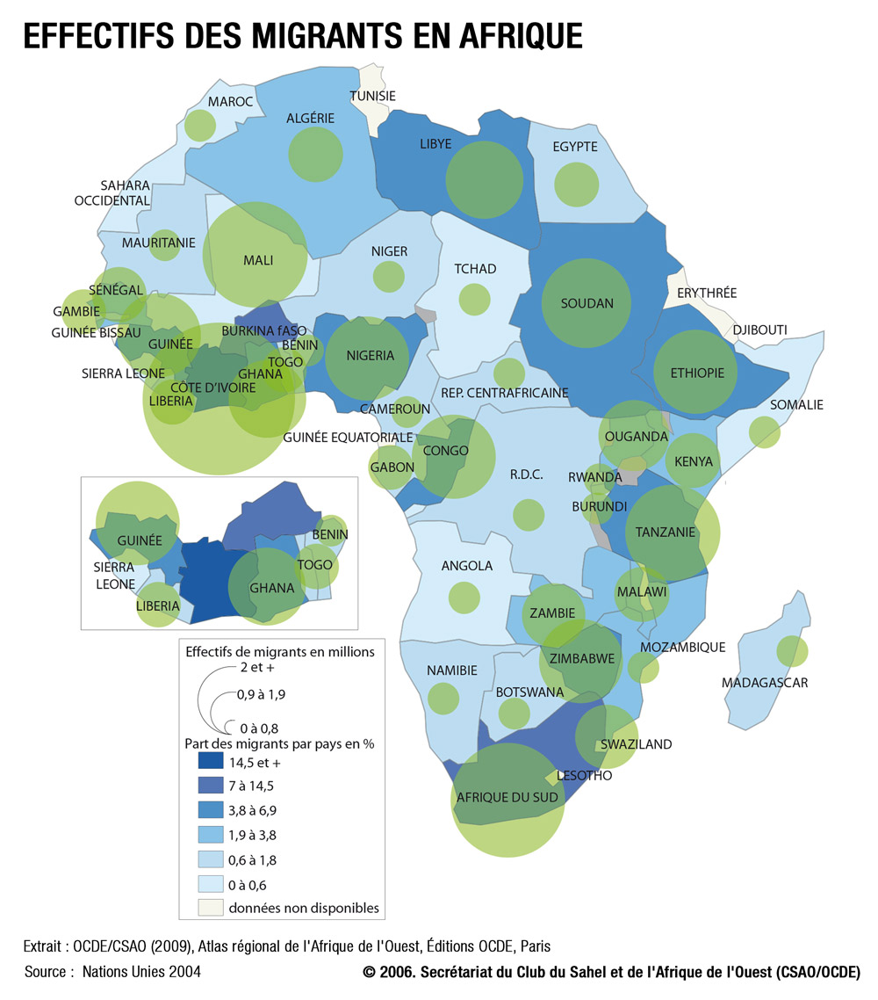 EFFECTIFS DES MIGRANTS EN AFRIQUE
TUNISIE
MAROC
ALGÉRIE
LIBYE
EGYPTE
SAHARA
OCCIDENTAL
MAURITANIE
MALI
NIGER
TCHAD
SOUDAN
ERYTHRÉE
DJIBOUTI
SÉNÉGAL
GAMBIE
GUINÉE BISSAU
GUINÉE
BURKINA fASO
BÉNIN
NIGERIA
SIERRA LEONE
TOGO
GHANA
CÔTE D'IVOIRE
LIBERIA
ETHIOPIE
REP. CENTRAFRICAINE
SOMALIE
CAMEROUN
GUINÉE EQUATORIALE
OUGANDA
CONGO
GABON
KENYA
R.D.C.
RWANDA
BURUNDI
TANZANIE
GUINÉE
BENIN
SIERRA
LEONE
TOGO
GHANA
LIBERIA
ANGOLA
MALAWI
ZAMBIE
MOZAMBIQUE
ZIMBABWE
NAMIBIE
BOTSWANA
MADAGASCAR
SWAZILAND
LESOTHO
AFRIQUE DU SUD
Effectifs de migrants en millions
2 et +
0,9 à 1,9
0 à 0,8
Part des migrants par pays en %
14,5 et +
7 à 14,5
3,8 à 6,9
1,9 à 3,8
0,6 à 1,8
0 à 0,6
données non disponibles
Extrait : OCDE/CSAO (2009), Atlas régional de l'Afrique de l'Ouest, Éditions OCDE, Paris
Source : Nations Unies 2004
© 2006. Secrétariat du Club du Sahel et de l'Afrique de l'Ouest (CSAO/OCDE)